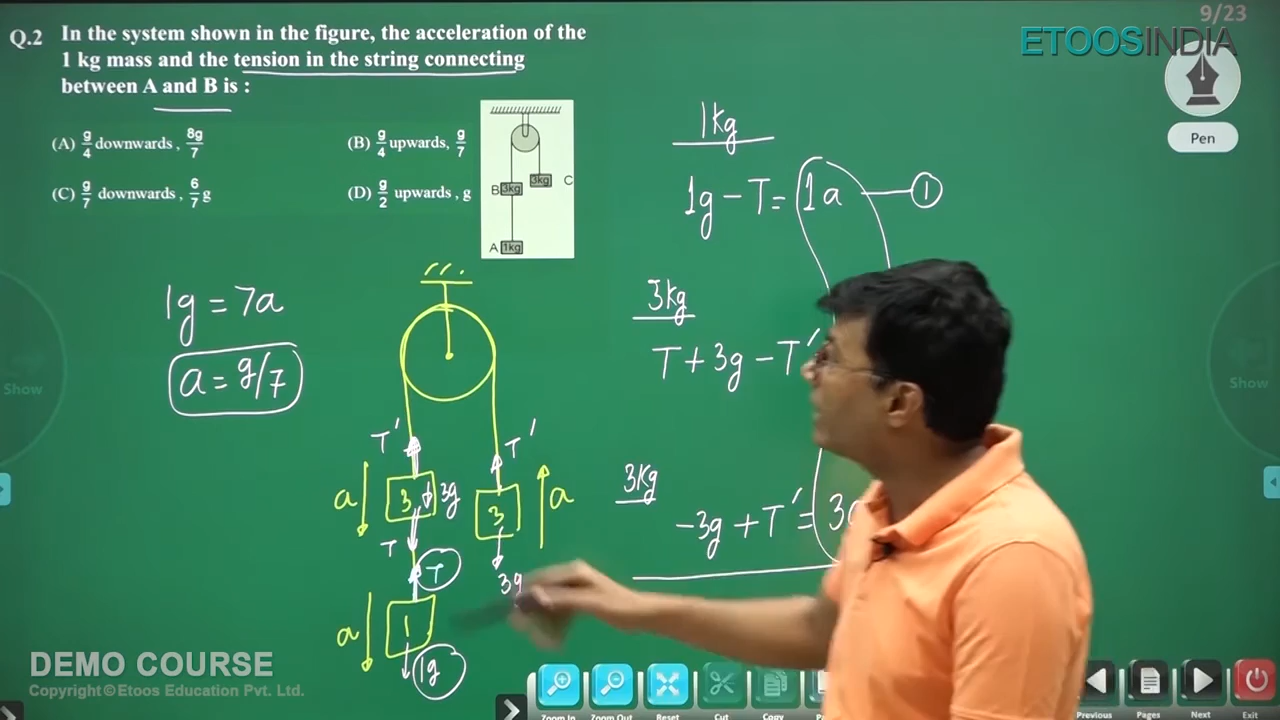 9/23
ETOOSINDIA
Q.2 In the system shown in the figure, the acceleration of the
1 kg mass and the tension in the string connecting
between A and B is :
(A) g/4 downwards , 8g/7
(B) g/4 upwards, g/7
(C) g/7 downwards , 6/7 g
(D) g/2 upwards , g
B 3kg
3kg C
A 1kg
Pen
1kg
1g - T = 1a 1
3kg
T + 3g - T'
3kg
-3g + T' = 3a
1g = 7a
a = g/7
T' T'
a 3 3g
3 a
T
T
3g
a 1
1g
Show
Show
DEMO COURSE
Copyright © Etoos Education Pvt. Ltd.
Zoom In
Zoom Out
Reset
Cut
Copy
Previous
Pages
Next
Exit